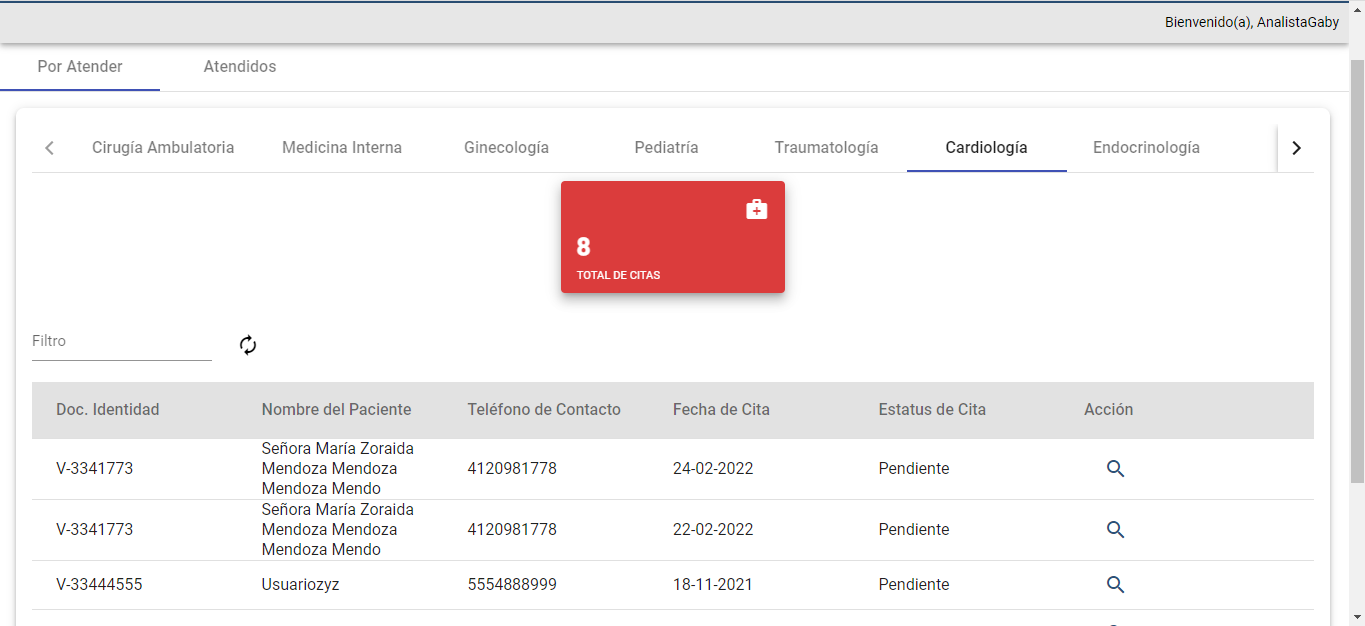 Bienvenido(a), AnalistaGaby
Por Atender Atendidos
Cirugía Ambulatoria Medicina Interna Ginecología Pediatría Traumatología Cardiología Endocrinología
8
TOTAL DE CITAS
Filtro
Doc. Identidad Nombre del Paciente Teléfono de Contacto Fecha de Cita Estatus de Cita Acción
Señora María Zoraida
V-3341773 Mendoza Mendoza 4120981778 24-02-2022 Pendiente
Mendoza Mendo
Señora María Zoraida
V-3341773 Mendoza Mendoza 4120981778 22-02-2022 Pendiente
Mendoza Mendo
V-33444555 Usuariozyz 5554888999 18-11-2021 Pendiente